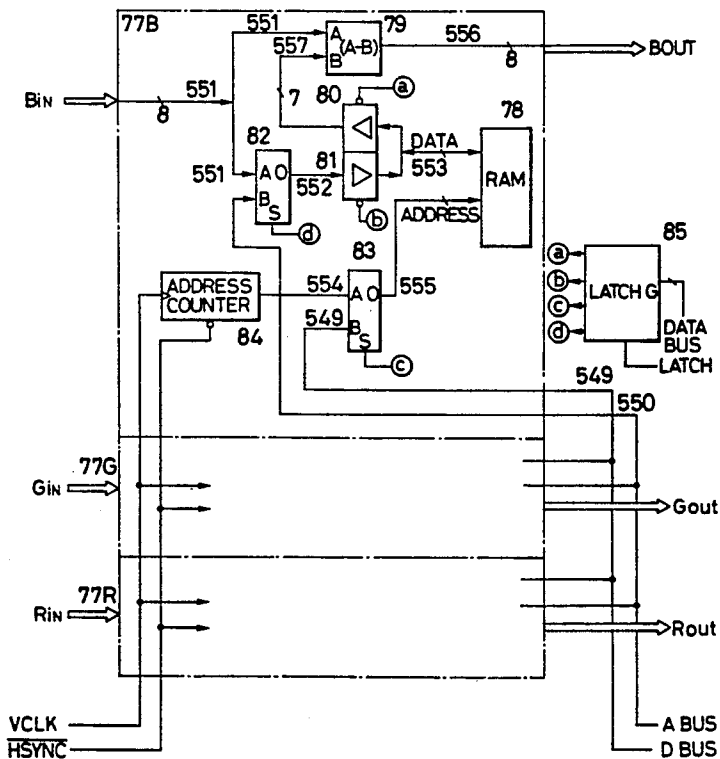 77B
551
79
557
A
B
(A-B)
556
8
BOUT
BIN
551
8
7
80
a
78
82
81
DATA
553
RAM
551
A O
B
S
552
b
ADDRESS
d
83
85
a
b
c
d
LATCH G
DATA
BUS
LATCH
ADDRESS
COUNTER
84
554
549
A O
B
S
555
c
549
550
77G
GIN
Gout
77R
RIN
Rout
VCLK
HSYNC
A BUS
D BUS